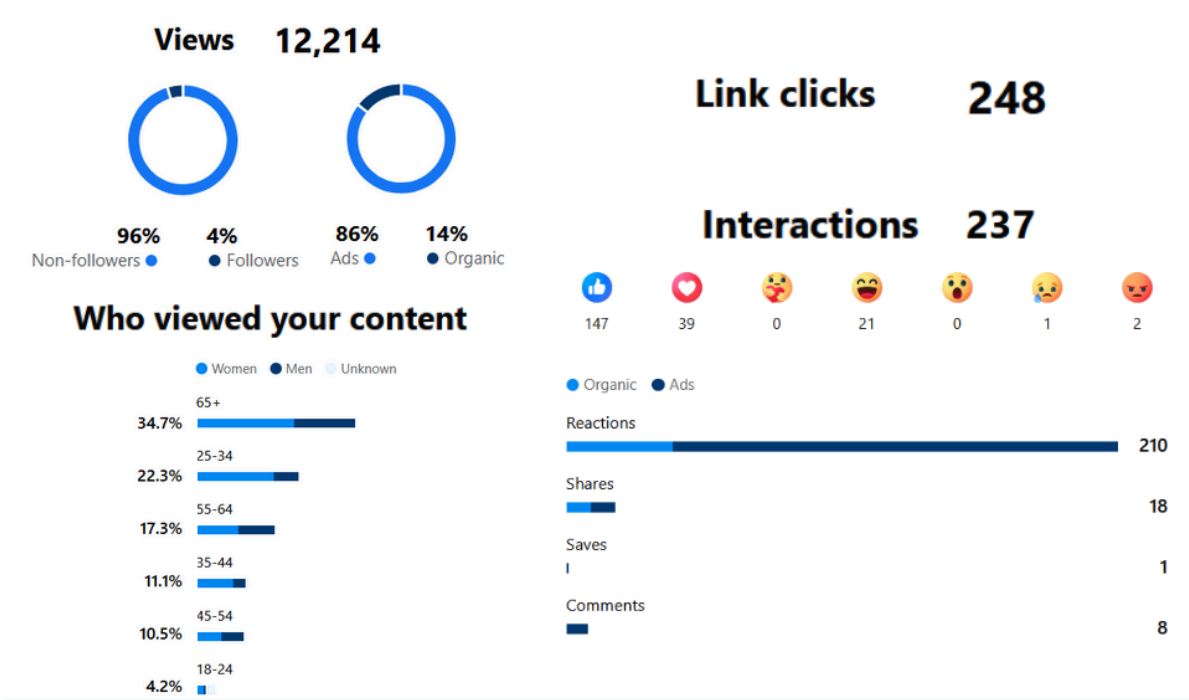 Views 12,214
96% 4%
Non-followers Followers
86% 14%
Ads Organic
Who viewed your content
Women Men Unknown
65+
34.7%
25-34
22.3%
55-64
17.3%
35-44
11.1%
45-54
10.5%
18-24
4.2%
Link clicks 248
Interactions 237
147 39 0 21 0 1 2
Organic Ads
Reactions
210
Shares
18
Saves
1
Comments
8